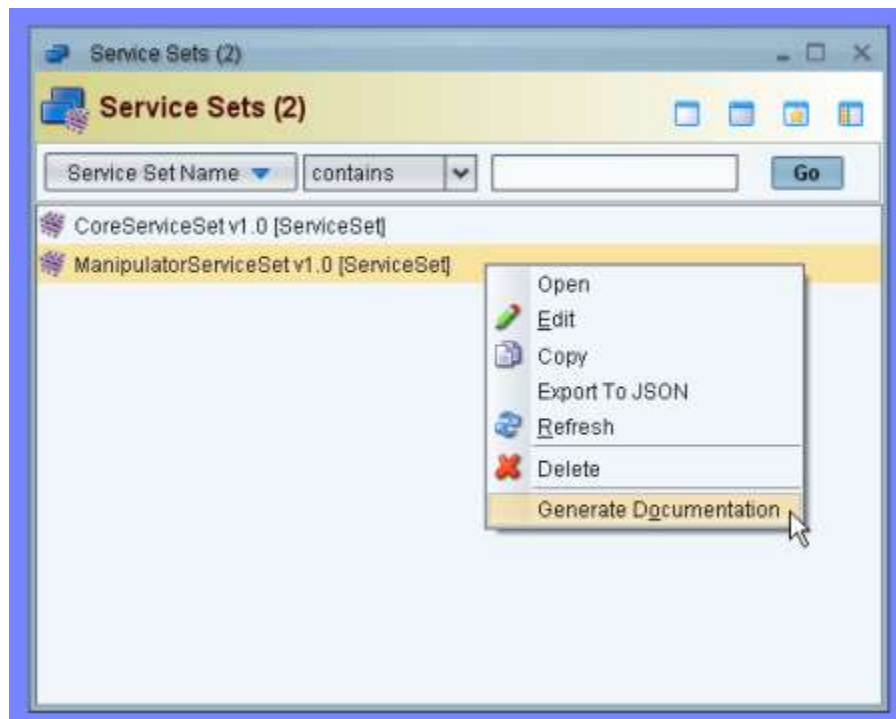 Service Sets (2)
Service Sets (2)
Service Set Name contains Go
CoreServiceSet v1.0 [ServiceSet]
ManipulatorServiceSet v1.0 [ServiceSet]
Open
Edit
Copy
Export To JSON
Refresh
Delete
Generate Documentation